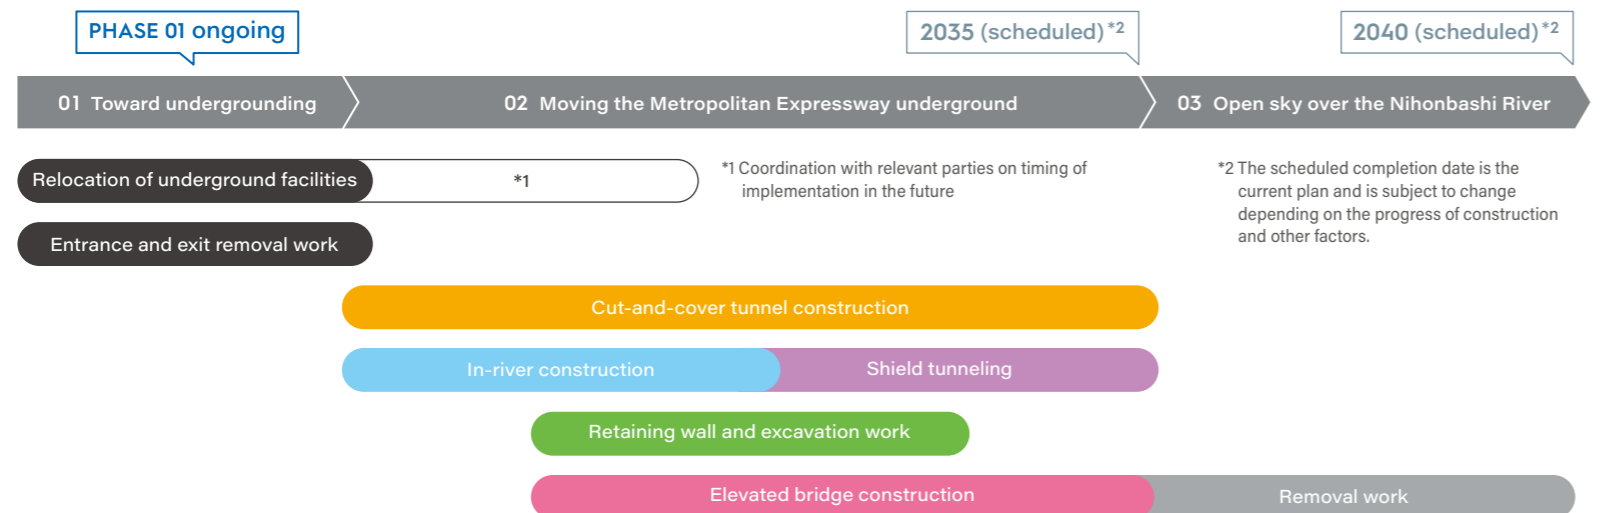 PHASE 01 ongoing
2035 (scheduled) *2
2040 (scheduled) *2
01 Toward undergrounding
02 Moving the Metropolitan Expressway underground
03 Open sky over the Nihonbashi River
Relocation of underground facilities
*1
*1 Coordination with relevant parties on timing of
implementation in the future
*2 The scheduled completion date is the
current plan and is subject to change
depending on the progress of construction
and other factors.
Entrance and exit removal work
Cut-and-cover tunnel construction
In-river construction
Shield tunneling
Retaining wall and excavation work
Elevated bridge construction
Removal work